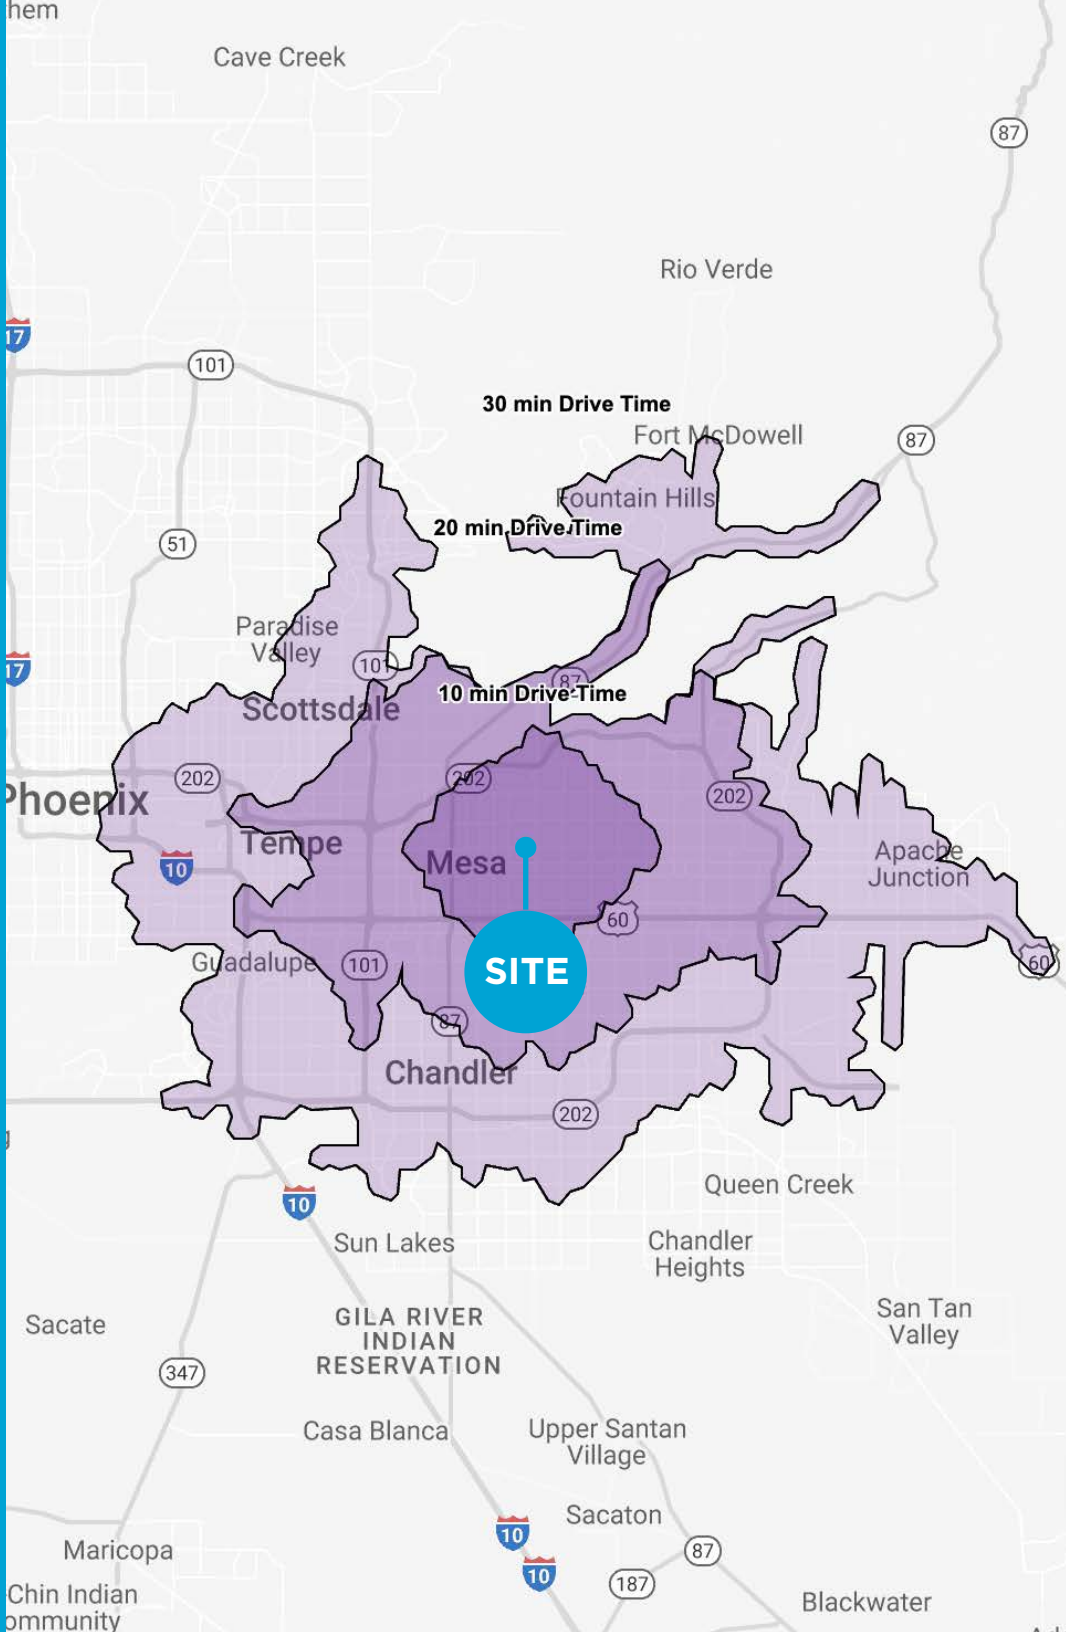 hem
Cave Creek
87
Rio Verde
17
101
30 min Drive Time
Fort McDowell
87
Fountain Hills
20 min Drive Time
51
Paradise
Valley
101
17
87
10 min Drive Time
Scottsdale
202
202
202
Phoenix
Tempe
Mesa
10
Apache
Junction
60
Guadalupe
101
SITE
60
87
Chandler
202
Queen Creek
10
Sun Lakes
Chandler
Heights
GILA RIVER
INDIAN
RESERVATION
Sacate
San Tan
Valley
347
Casa Blanca
Upper Santan
Village
Sacaton
10
Maricopa
87
10
187
-Chin Indian
ommunity
Blackwater